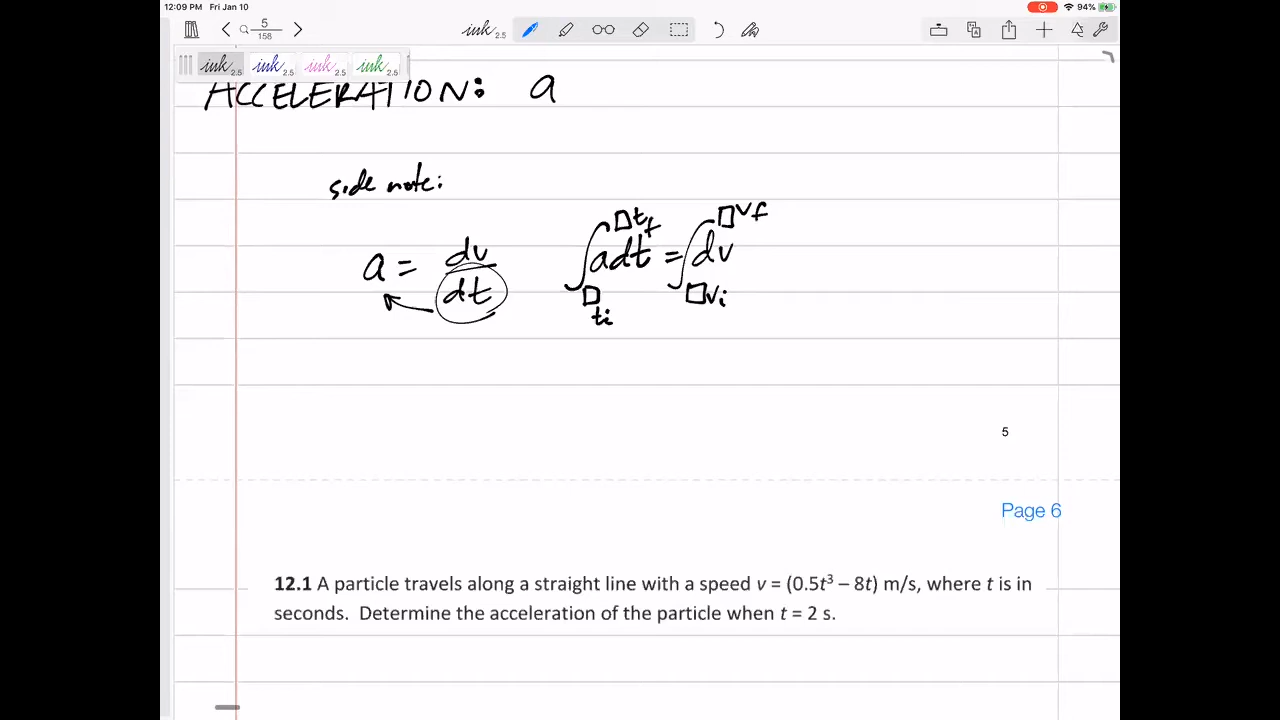 12:09 PM Fri Jan 10
94%
5
158
ink 2.5
ink 2.5 ink 2.5 ink 2.5 ink 2.5
ACCELERATION: a
side note:
a = dv/dt ∫□ti □tf a dt = ∫□vi □vf dv
5
Page 6
12.1 A particle travels along a straight line with a speed v = (0.5t³ – 8t) m/s, where t is in
seconds. Determine the acceleration of the particle when t = 2 s.